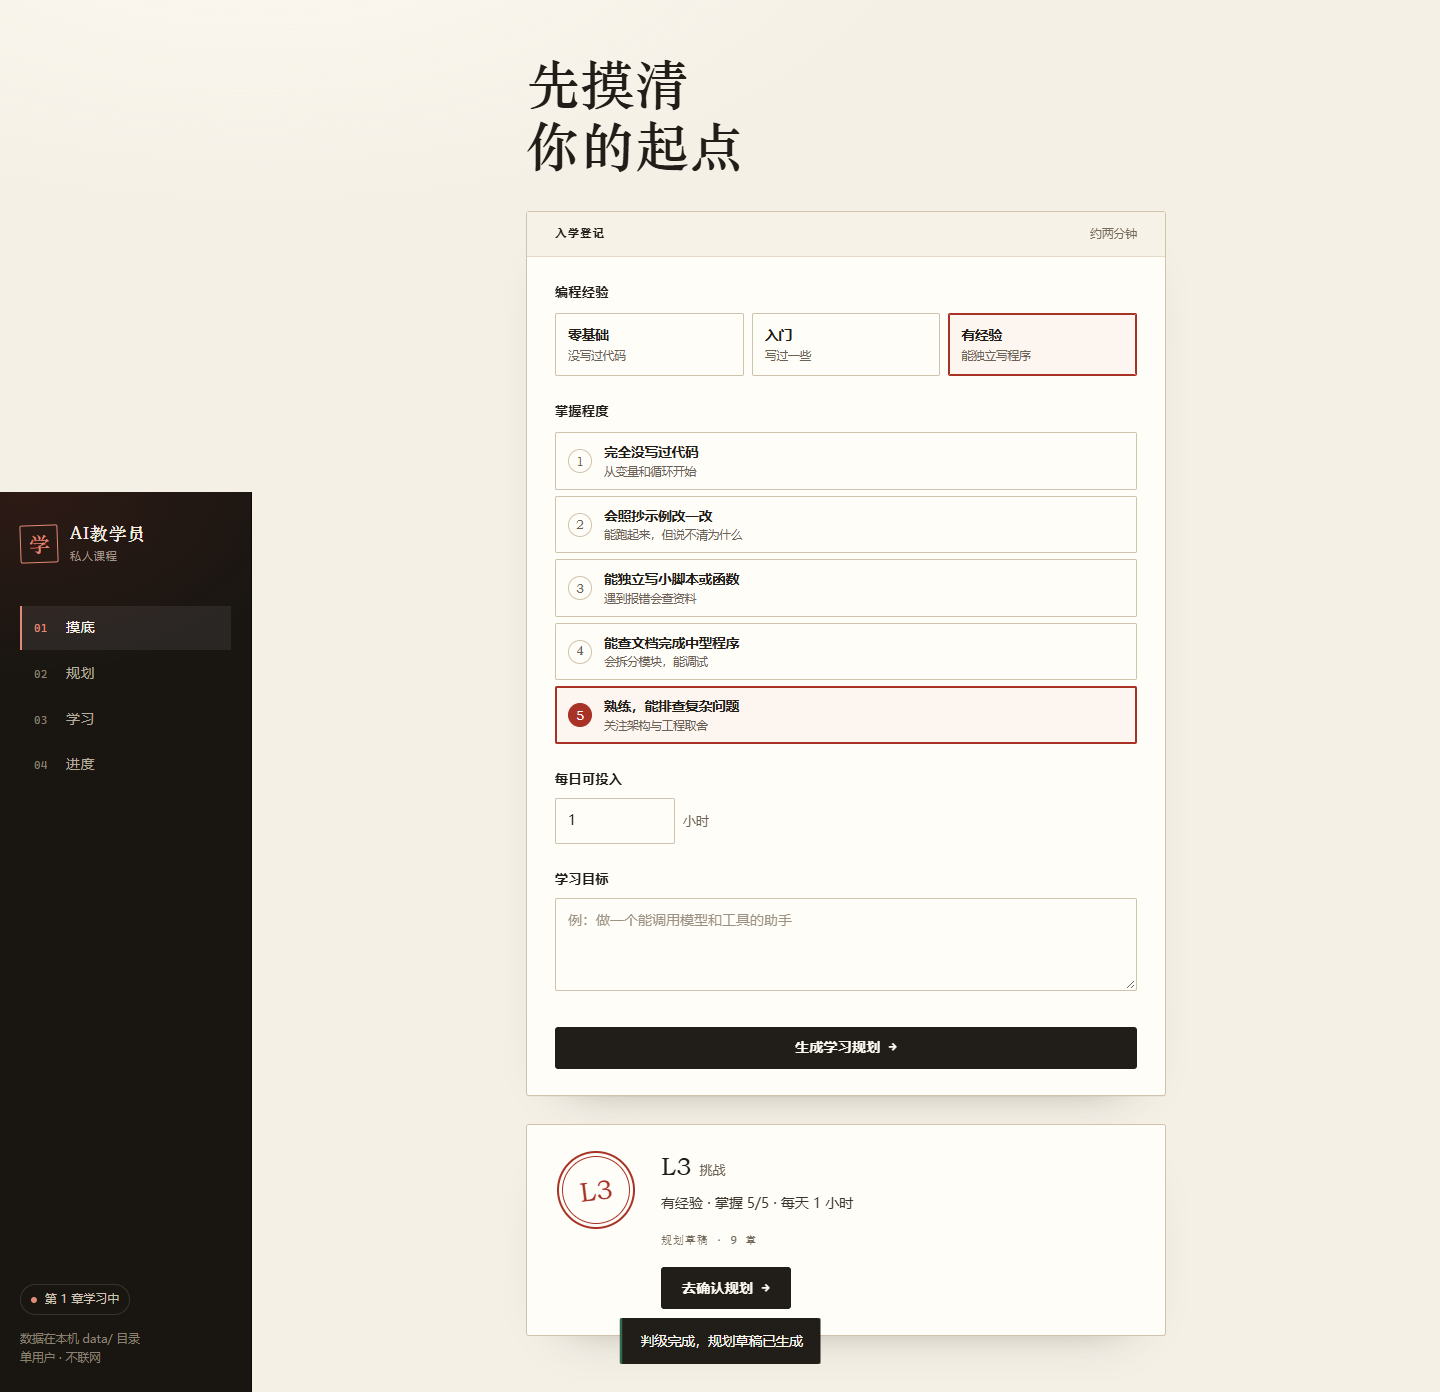 先摸清
你的起点
入学登记
约两分钟
编程经验
零基础
没写过代码
入门
写过一些
有经验
能独立写程序
掌握程度
1
完全没写过代码
从变量和循环开始
2
会照抄示例改一改
能跑起来，但说不清为什么
3
能独立写小脚本或函数
遇到报错会查资料
4
能查文档完成中型程序
会拆分模块，能调试
5
熟练，能排查复杂问题
关注架构与工程取舍
每日可投入
1
小时
学习目标
例：做一个能调用模型和工具的助手
生成学习规划 →
L3
L3 挑战
有经验 · 掌握 5/5 · 每天 1 小时
规划草稿 · 9 章
去确认规划 →
判级完成，规划草稿已生成
学
AI教学员
私人课程
01 摸底
02 规划
03 学习
04 进度
第 1 章学习中
数据在本机 data/ 目录
单用户 · 不联网